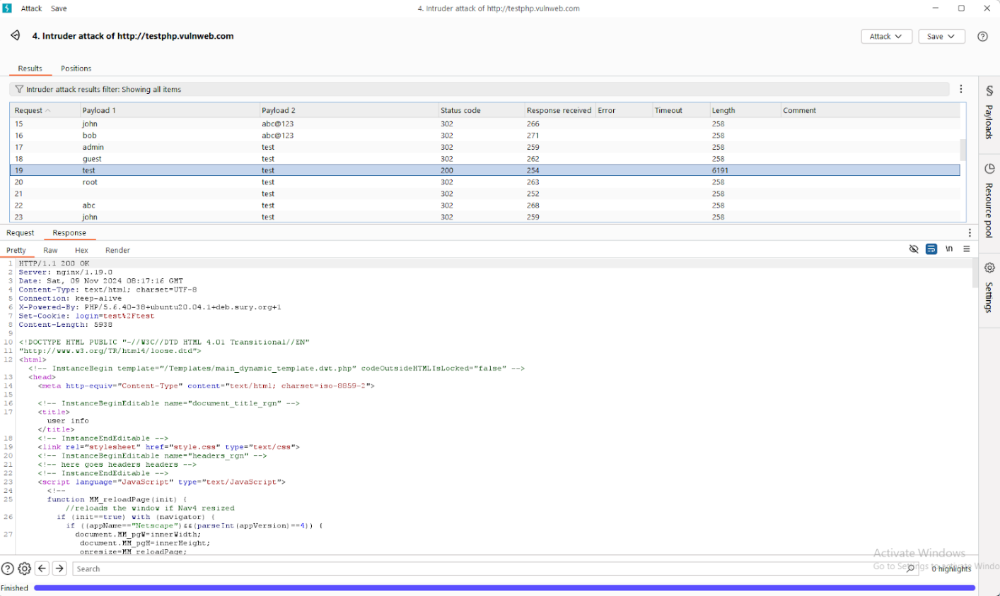 Attack Save 4. Intruder attack of http://testphp.vulnweb.com
4. Intruder attack of http://testphp.vulnweb.com Attack Save ?
Results Positions
Intruder attack results filter: Showing all items
Request Payload 1 Payload 2 Status code Response received Error Timeout Length Comment
15 john abc@123 302 266 258
16 bob abc@123 302 271 258
17 admin test 302 259 258
18 guest test 302 262 258
19 test test 200 254 6191
20 root test 302 263 258
21 test 302 252 258
22 abc test 302 268 258
23 john test 302 259 258
Payloads
Resource pool
Settings
Request Response
Pretty Raw Hex Render \n
1 HTTP/1.1 200 OK
2 Server: nginx/1.19.0
3 Date: Sat, 09 Nov 2024 08:17:16 GMT
4 Content-Type: text/html; charset=UTF-8
5 Connection: keep-alive
6 X-Powered-By: PHP/5.6.40-38+ubuntu20.04.1+deb.sury.org+1
7 Set-Cookie: login=test%2Ftest
8 Content-Length: 5938
9
10 <!DOCTYPE HTML PUBLIC "-//W3C//DTD HTML 4.01 Transitional//EN"
11 "http://www.w3.org/TR/html4/loose.dtd">
12 <html>
<!-- InstanceBegin template="/Templates/main_dynamic_template.dwt.php" codeOutsideHTMLIsLocked="false" -->
13 <head>
14 <meta http-equiv="Content-Type" content="text/html; charset=iso-8859-2">
15
16 <!-- InstanceBeginEditable name="document_title_rgn" -->
17 <title>
user info
</title>
18 <!-- InstanceEndEditable -->
19 <link rel="stylesheet" href="style.css" type="text/css">
20 <!-- InstanceBeginEditable name="headers_rgn" -->
21 <!-- here goes headers headers -->
22 <!-- InstanceEndEditable -->
23 <script language="JavaScript" type="text/JavaScript">
24 <!--
25 function MM_reloadPage(init) {
//reloads the window if Nav4 resized
26 if (init==true) with (navigator) {
if ((appName=="Netscape")&&(parseInt(appVersion)==4)) {
27 document.MM_pgW=innerWidth;
document.MM_pgH=innerHeight;
onresize=MM_reloadPage;
Activate Windows
Go to Settings to activate Windo
? Search 0 highlights
Finished